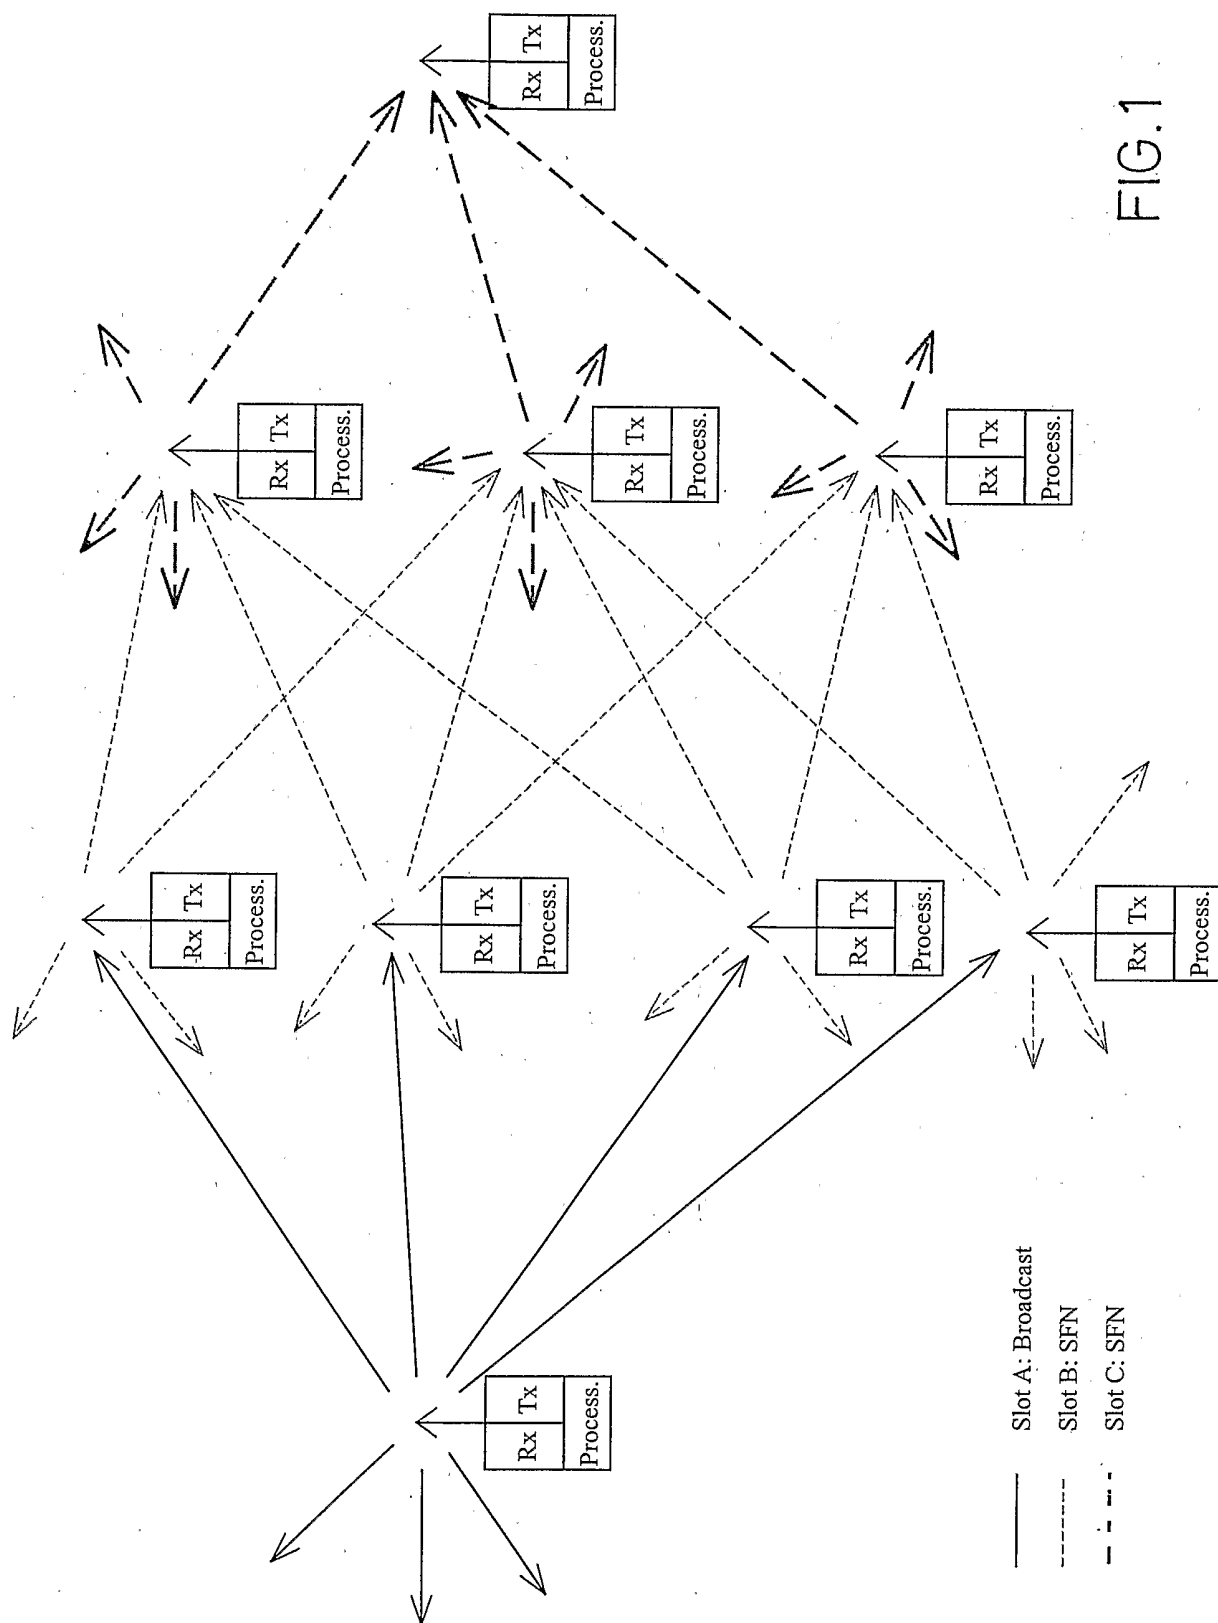 Rx Tx
Process.
Rx Tx
Process.
Rx Tx
Process.
Rx Tx
Process.
Rx Tx
Process.
Rx Tx
Process.
Rx Tx
Process.
Rx Tx
Process.
Rx Tx
Process.
Slot A: Broadcast
Slot B: SFN
Slot C: SFN
FIG.1